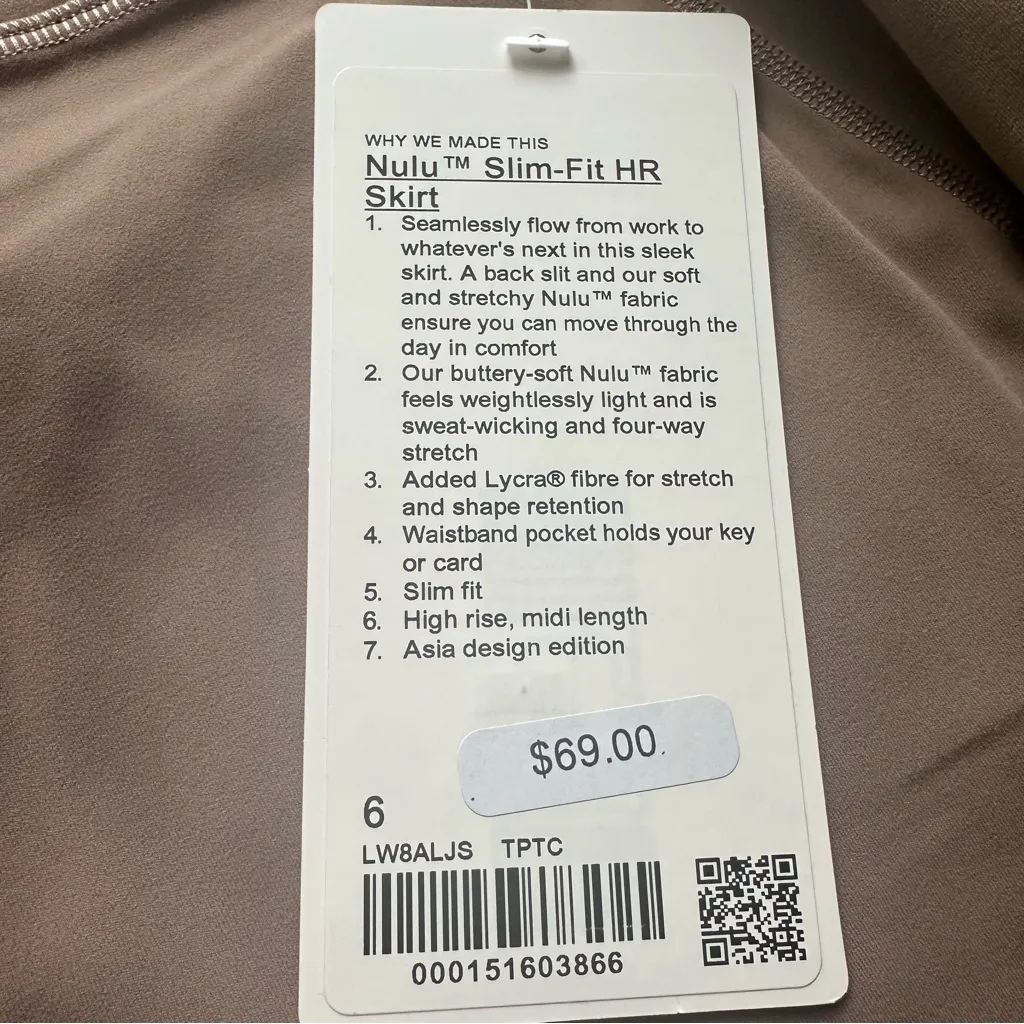 WHY WE MADE THIS
Nulu™ Slim-Fit HR
Skirt
1. Seamlessly flow from work to
whatever's next in this sleek
skirt. A back slit and our soft
and stretchy Nulu™ fabric
ensure you can move through the
day in comfort
2. Our buttery-soft Nulu™ fabric
feels weightlessly light and is
sweat-wicking and four-way
stretch
3. Added Lycra® fibre for stretch
and shape retention
4. Waistband pocket holds your key
or card
5. Slim fit
6. High rise, midi length
7. Asia design edition
$69.00
6
LW8ALJS TPTC
000151603866